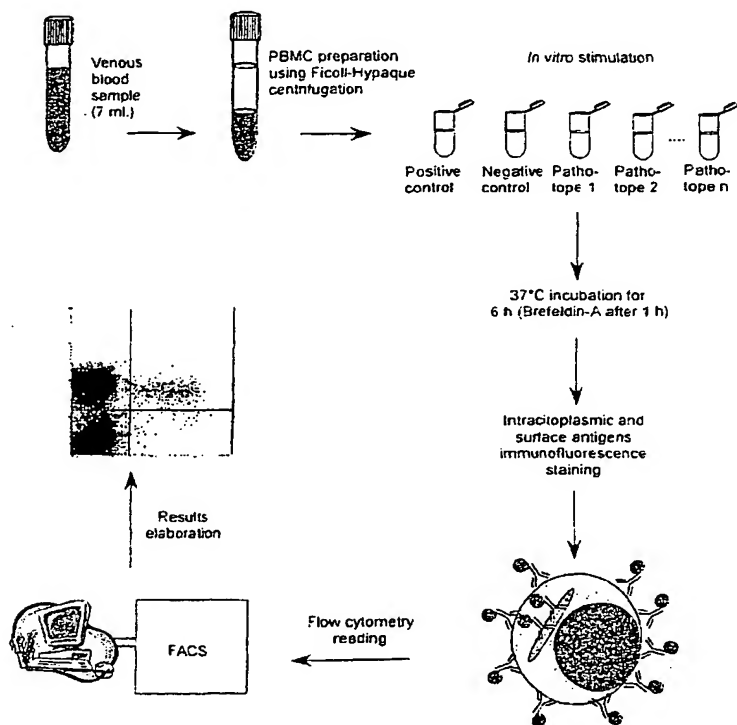 Venous
blood
sample
(7 ml.)
PBMC preparation
using Ficoll-Hypaque
centrifugation
In vitro stimulation
Positive
control
Negative
control
Patho-
tope 1
Patho-
tope 2
....
Patho-
tope n
37°C incubation for
6 h (Brefeldin-A after 1 h)
Intracitoplasmic and
surface antigens
immunofluorescence
staining
Flow cytometry
reading
FACS
Results
elaboration